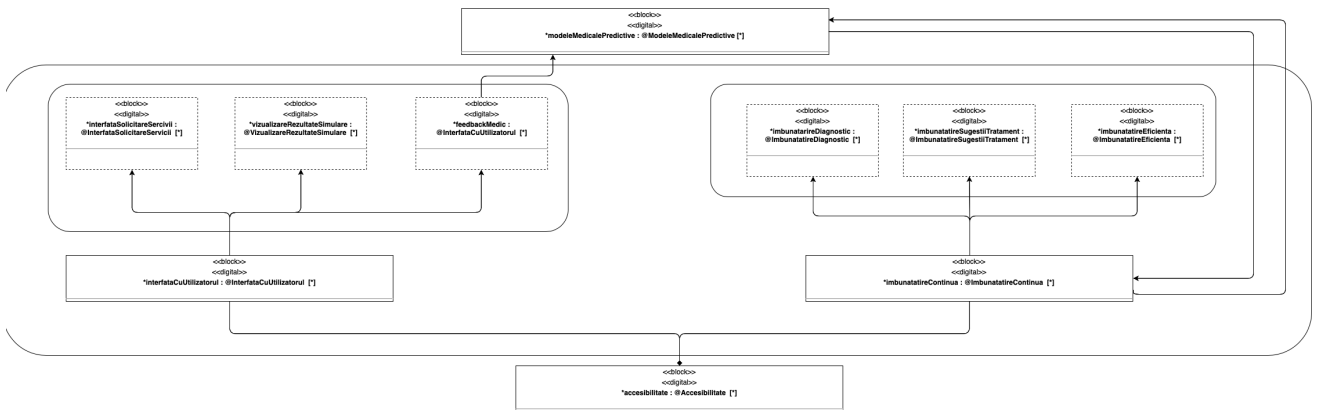 <<block>>
<<digital>>
*modeleMedicalePredictive : @ModeleMedicalePredictive [*]
<<block>>
<<digital>>
*interfataSolicitareSercivii :
@InterfataSolicitareServicii [*]
<<block>>
<<digital>>
*vizualizareRezultateSimulare :
@VizualizareRezultateSimulare [*]
<<block>>
<<digital>>
*feedbackMedic :
@InterfataCuUtilizatorul [*]
<<block>>
<<digital>>
*imbunatarireDiagnostic :
@ImbunatatireDiagnostic [*]
<<block>>
<<digital>>
*imbunatatireSugestiiTratament :
@ImbunatatireSugestiiTratament [*]
<<block>>
<<digital>>
*imbunatatireEficienta :
@ImbunatatireEficienta [*]
<<block>>
<<digital>>
*interfataCuUtilizatorul : @InterfataCuUtilizatorul [*]
<<block>>
<<digital>>
*imbunatatireContinua : @ImbunatatireContinua [*]
<<block>>
<<digital>>
*accesibilitate : @Accesibilitate [*]